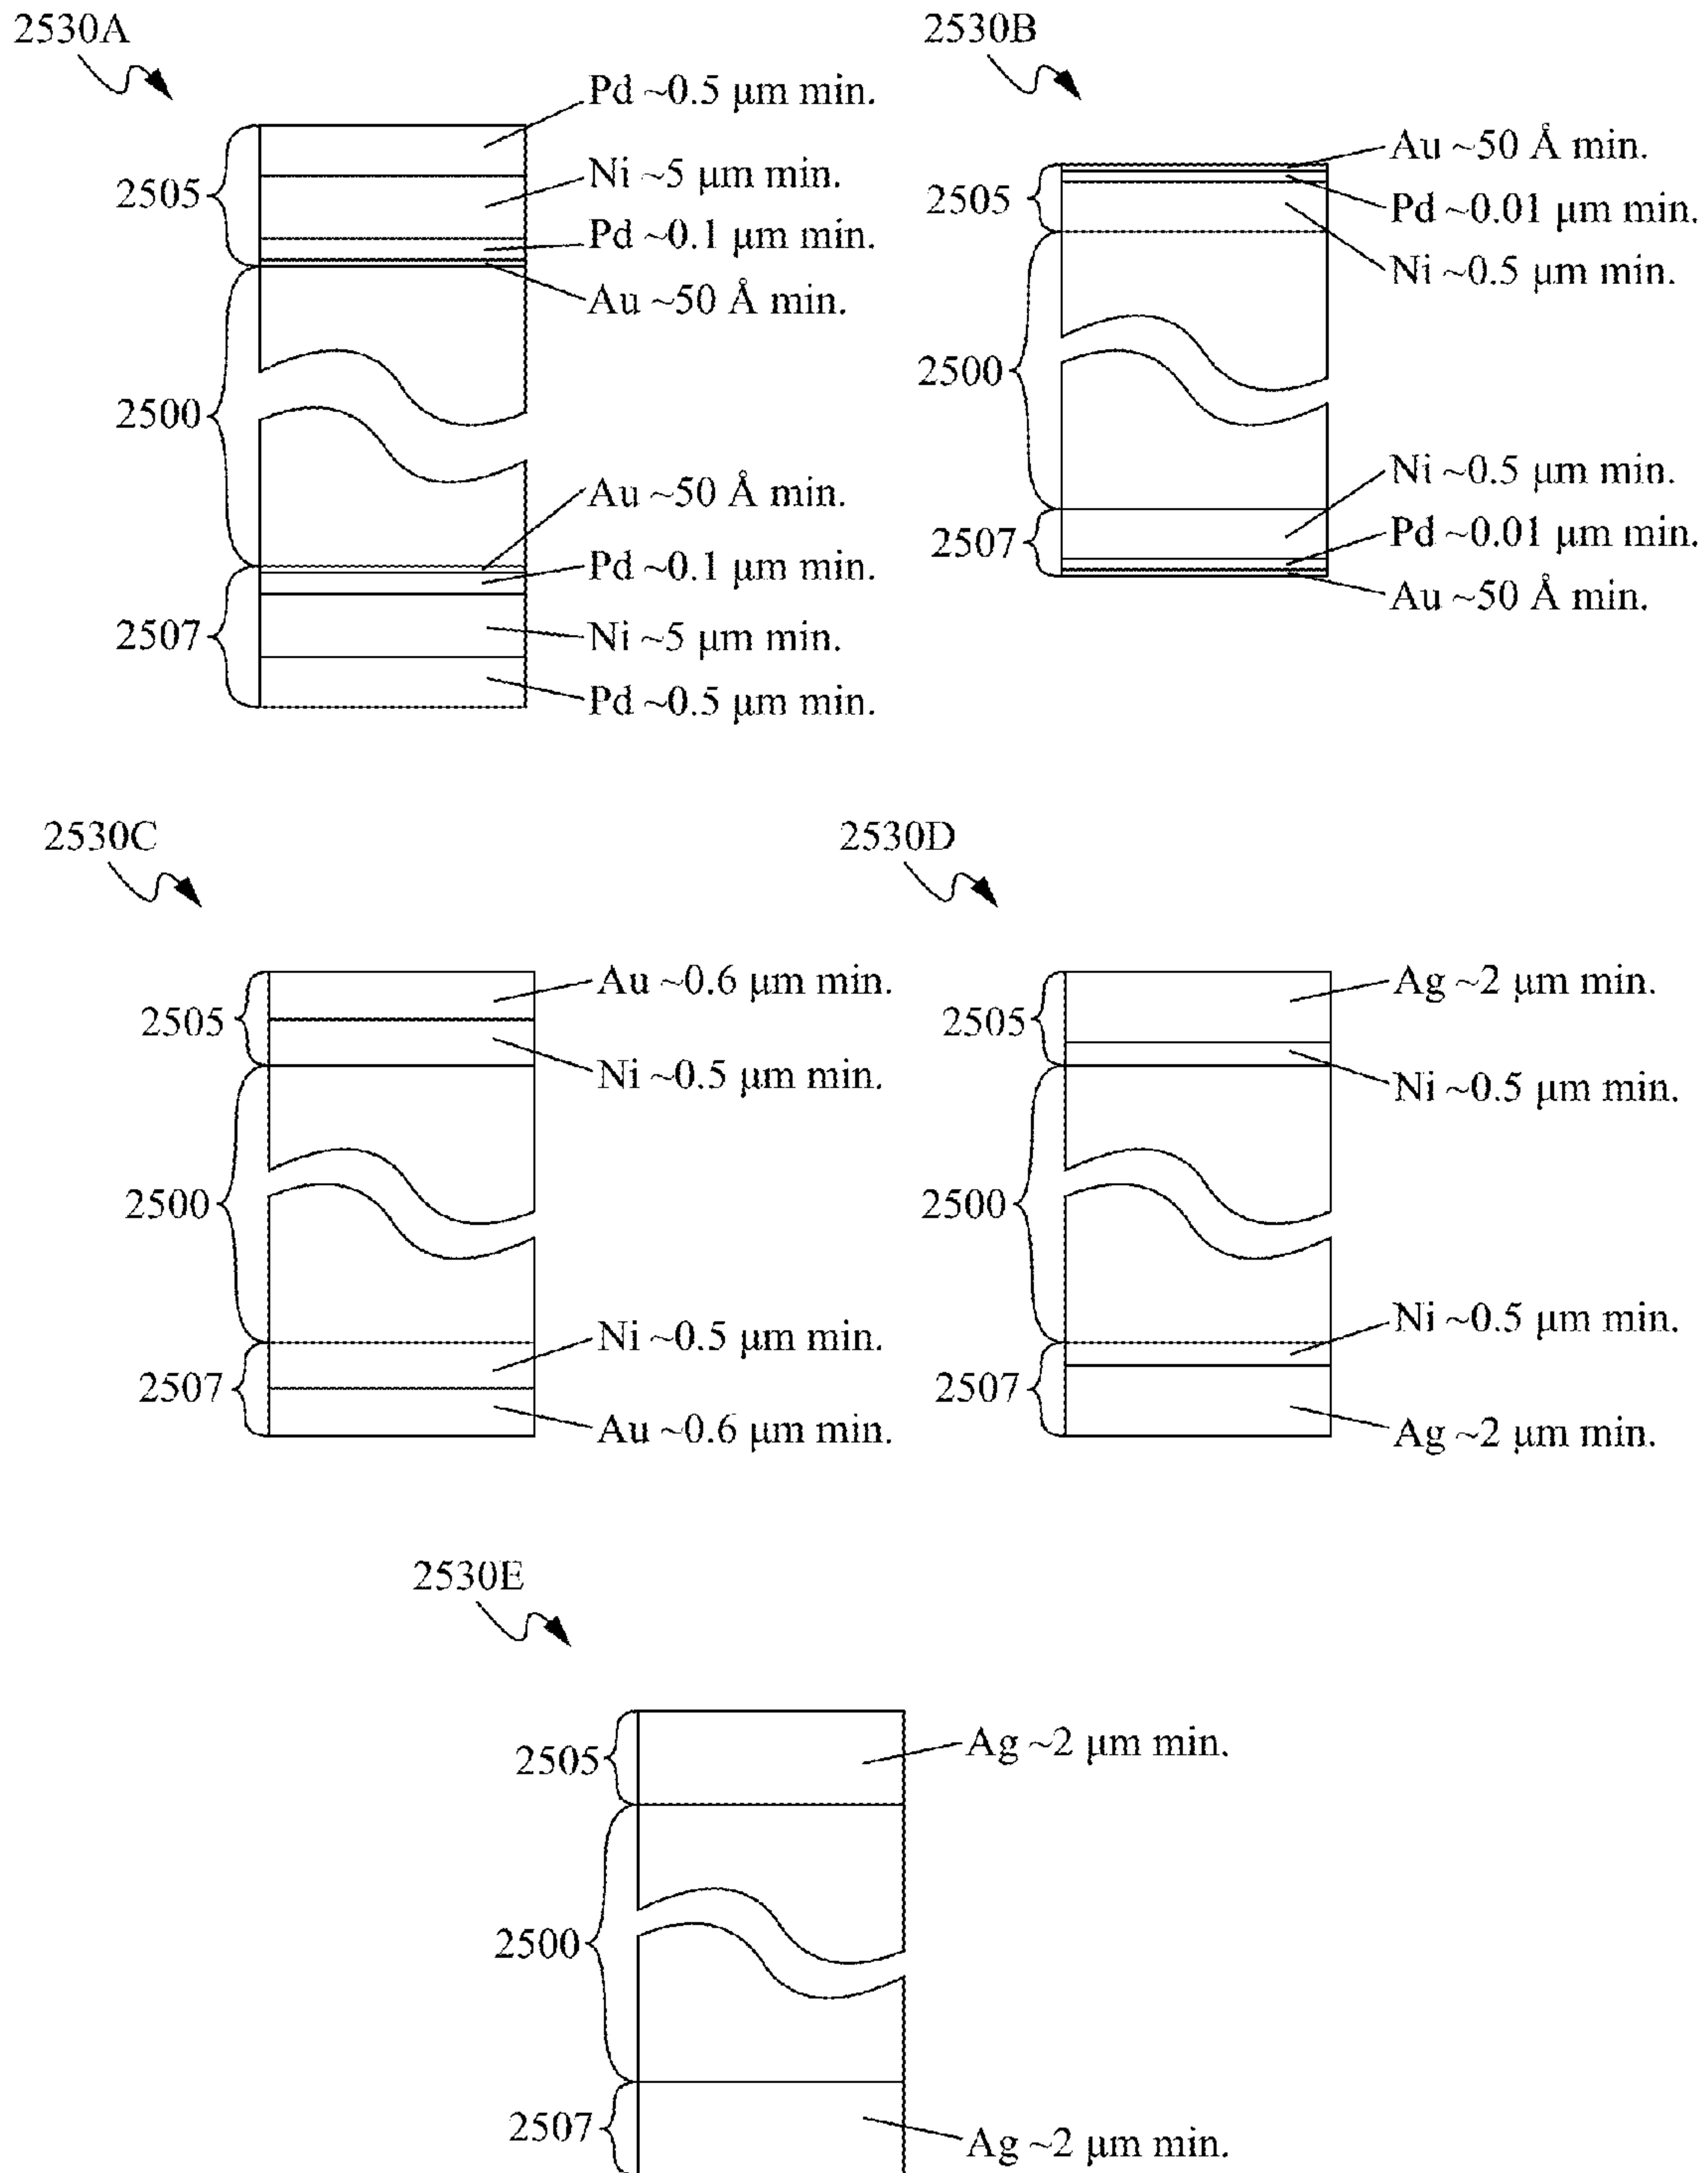 2530A
Pd ~0.5 μm min.
Ni ~5 μm min.
2505
Pd ~0.1 μm min.
Au ~50 Å min.
2500
Au ~50 Å min.
Pd ~0.1 μm min.
2507
Ni ~5 μm min.
Pd ~0.5 μm min.
2530B
Au ~50 Å min.
2505
Pd ~0.01 μm min.
Ni ~0.5 μm min.
2500
Ni ~0.5 μm min.
2507
Pd ~0.01 μm min.
Au ~50 Å min.
2530C
Au ~0.6 μm min.
2505
Ni ~0.5 μm min.
2500
Ni ~0.5 μm min.
2507
Au ~0.6 μm min.
2530D
Ag ~2 μm min.
2505
Ni ~0.5 μm min.
2500
Ni ~0.5 μm min.
2507
Ag ~2 μm min.
2530E
Ag ~2 μm min.
2505
2500
2507
Ag ~2 μm min.